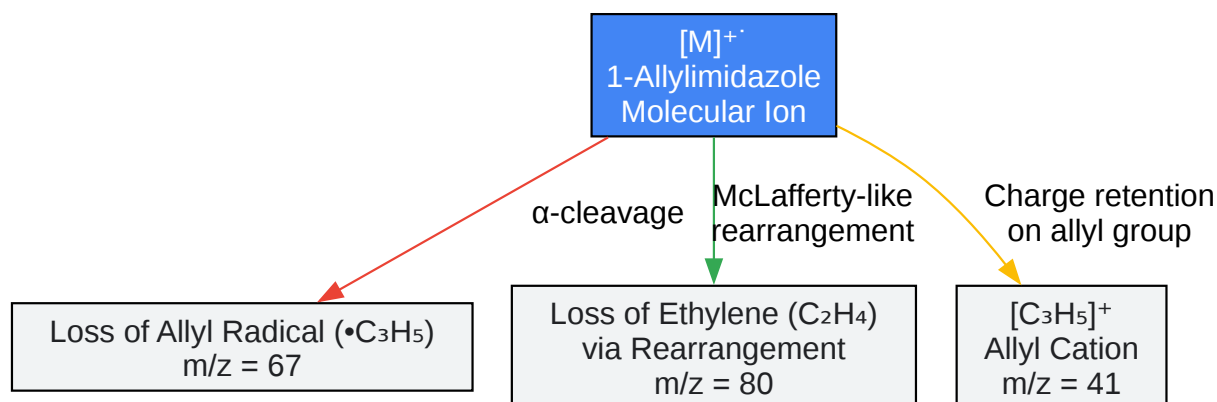 [M]⁺˙
1-Allylimidazole
Molecular Ion
α-cleavage
McLafferty-like
rearrangement
Charge retention
on allyl group
Loss of Allyl Radical (•C₃H₅)
m/z = 67
Loss of Ethylene (C₂H₄)
via Rearrangement
m/z = 80
[C₃H₅]⁺
Allyl Cation
m/z = 41